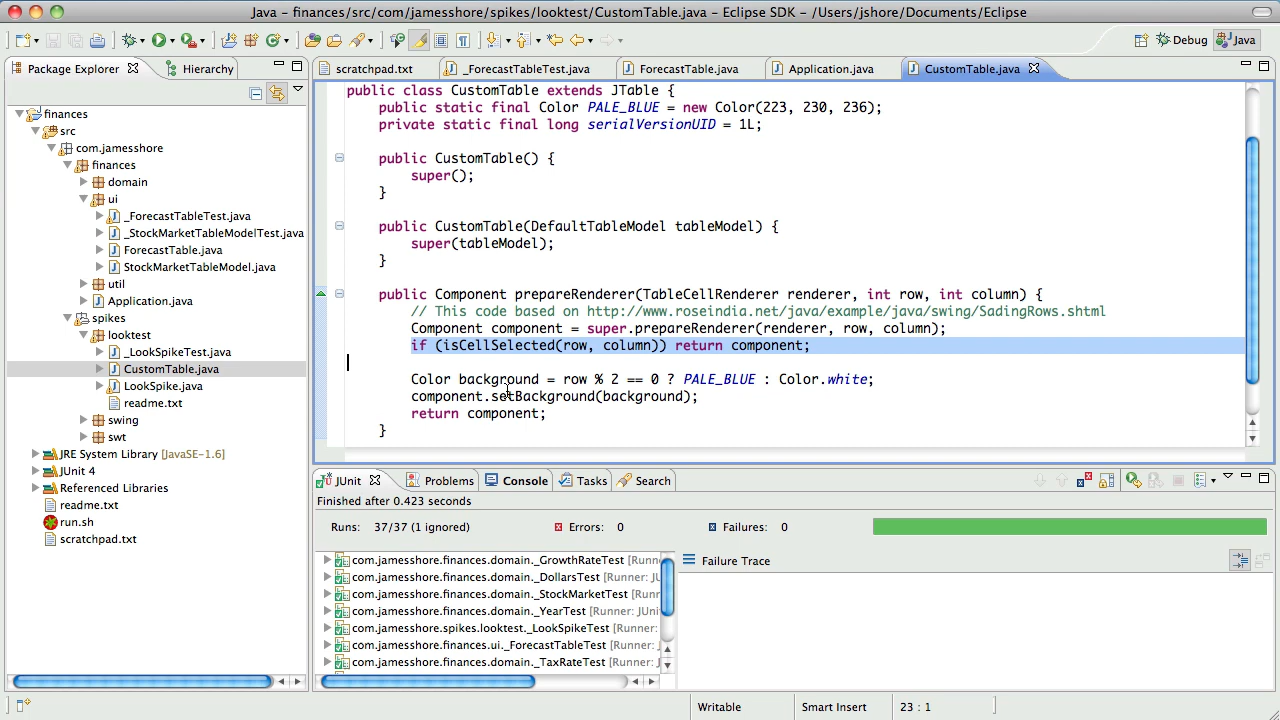 Java – finances/src/com/jamesshore/spikes/looktest/CustomTable.java – Eclipse SDK – /Users/jshore/Documents/Eclipse
Debug Java
Package Explorer Hierarchy
finances
src
com.jamesshore
finances
domain
ui
_ForecastTableTest.java
_StockMarketTableModelTest.java
ForecastTable.java
StockMarketTableModel.java
util
Application.java
spikes
looktest
_LookSpikeTest.java
CustomTable.java
LookSpike.java
readme.txt
swing
swt
JRE System Library [JavaSE-1.6]
JUnit 4
Referenced Libraries
readme.txt
run.sh
scratchpad.txt
scratchpad.txt _ForecastTableTest.java ForecastTable.java Application.java CustomTable.java
public class CustomTable extends JTable {
public static final Color PALE_BLUE = new Color(223, 230, 236);
private static final long serialVersionUID = 1L;
public CustomTable() {
super();
}
public CustomTable(DefaultTableModel tableModel) {
super(tableModel);
}
public Component prepareRenderer(TableCellRenderer renderer, int row, int column) {
// This code based on http://www.roseindia.net/java/example/java/swing/SadingRows.shtml
Component component = super.prepareRenderer(renderer, row, column);
if (isCellSelected(row, column)) return component;
Color background = row % 2 == 0 ? PALE_BLUE : Color.white;
component.setBackground(background);
return component;
}
JUnit Problems Console Tasks Search
Finished after 0.423 seconds
Runs: 37/37 (1 ignored) Errors: 0 Failures: 0
com.jamesshore.finances.domain._GrowthRateTest [Runner:
com.jamesshore.finances.domain._DollarsTest [Runner: JU
com.jamesshore.finances.domain._StockMarketTest [Runne
com.jamesshore.finances.domain._YearTest [Runner: JUni
com.jamesshore.spikes.looktest._LookSpikeTest [Runner:
com.jamesshore.finances.ui._ForecastTableTest [Runner:
com.jamesshore.finances.domain._TaxRateTest [Runner: J
Failure Trace
Writable Smart Insert 23 : 1